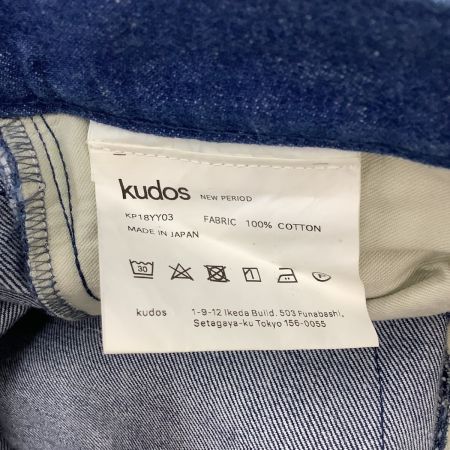 kudos NEW PERIOD
KP18YY03 FABRIC 100% COTTON
MADE IN JAPAN
30
kudos 1-9-12 Ikeda Build. 503 Funabashi,
Setagaya-ku Tokyo 156-0055